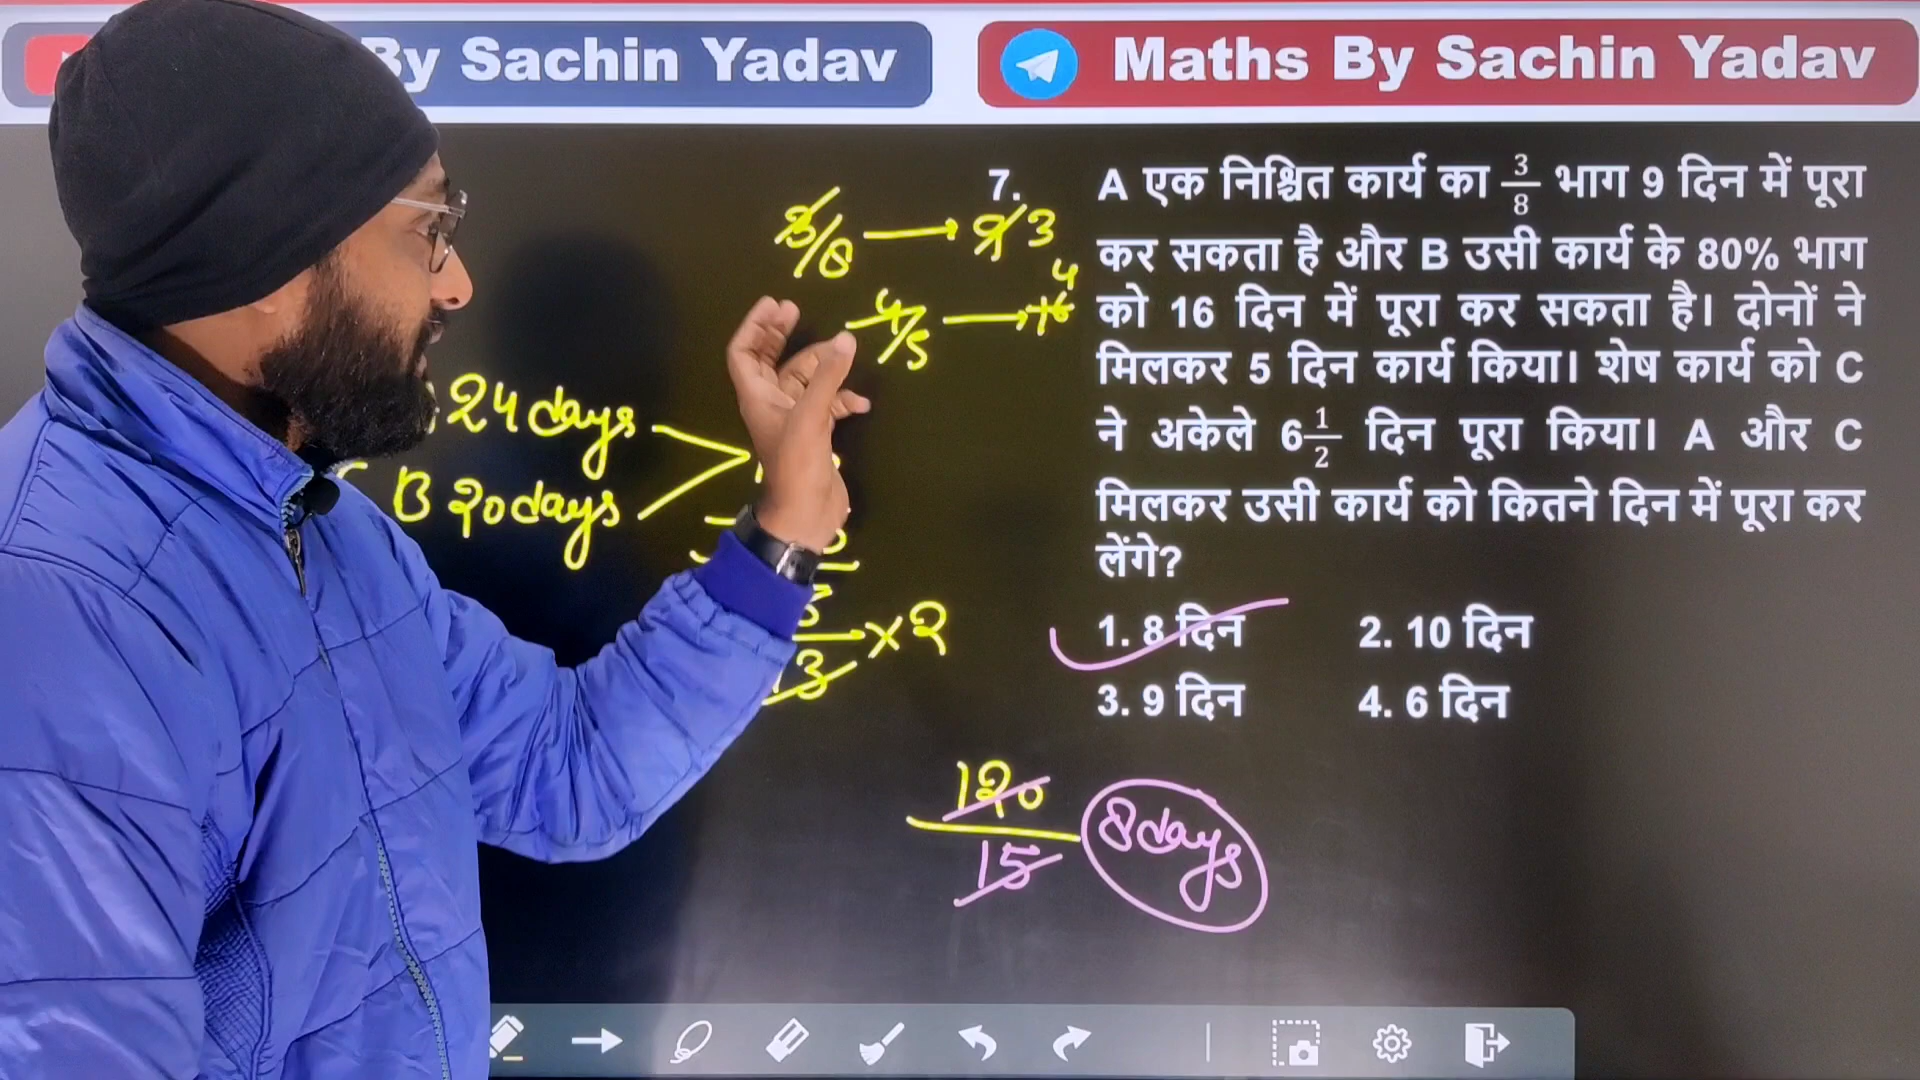 By Sachin Yadav
Maths By Sachin Yadav
7. A एक निश्चित कार्य का 3/8 भाग 9 दिन में पूरा
कर सकता है और B उसी कार्य के 80% भाग
को 16 दिन में पूरा कर सकता है। दोनों ने
मिलकर 5 दिन कार्य किया। शेष कार्य को C
ने अकेले 6 1/2 दिन पूरा किया। A और C
मिलकर उसी कार्य को कितने दिन में पूरा कर
लेंगे?
1. 8 दिन 2. 10 दिन
3. 9 दिन 4. 6 दिन
3/8 → 9 3
4/5 → 16 4
24 days
B 20 days
×2
13
120
15
8 days